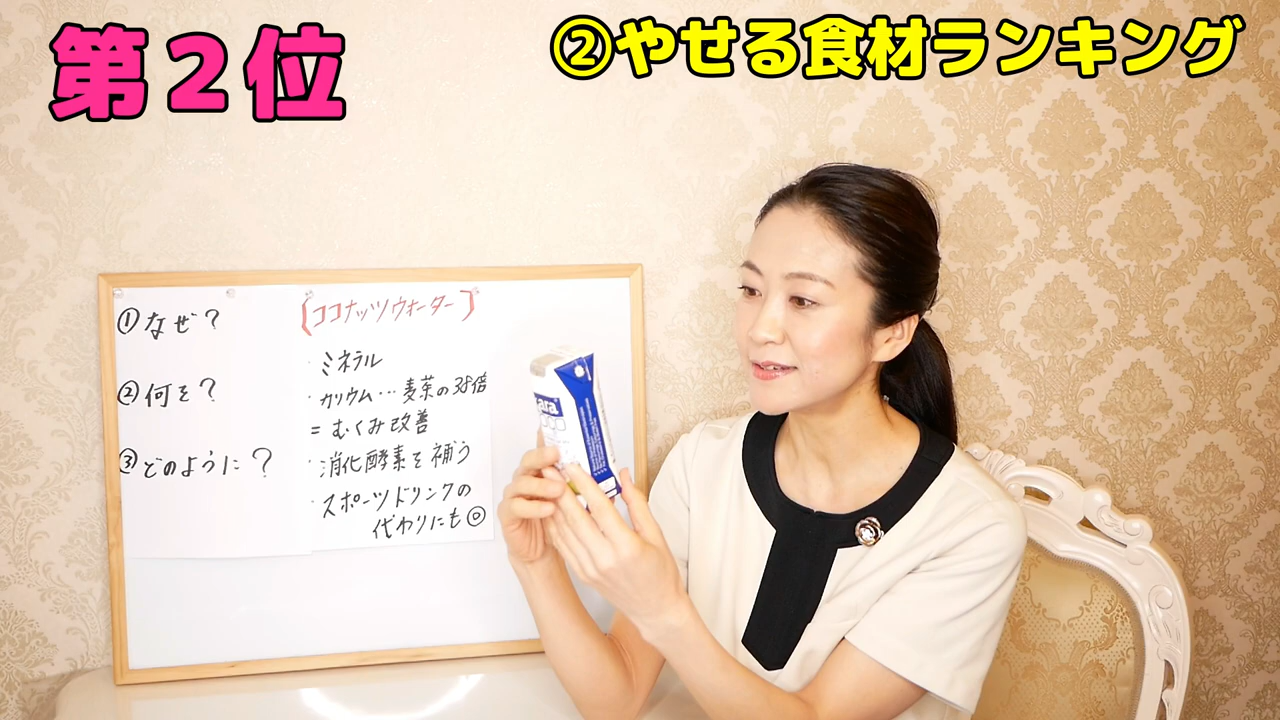 第2位
②やせる食材ランキング
①なぜ?
②何を?
③どのように?
【ココナッツウォーター】
・ミネラル
・カリウム…麦茶の38倍
=むくみ改善
・消化酵素を補う
・スポーツドリンクの
代わりにも◎
ara